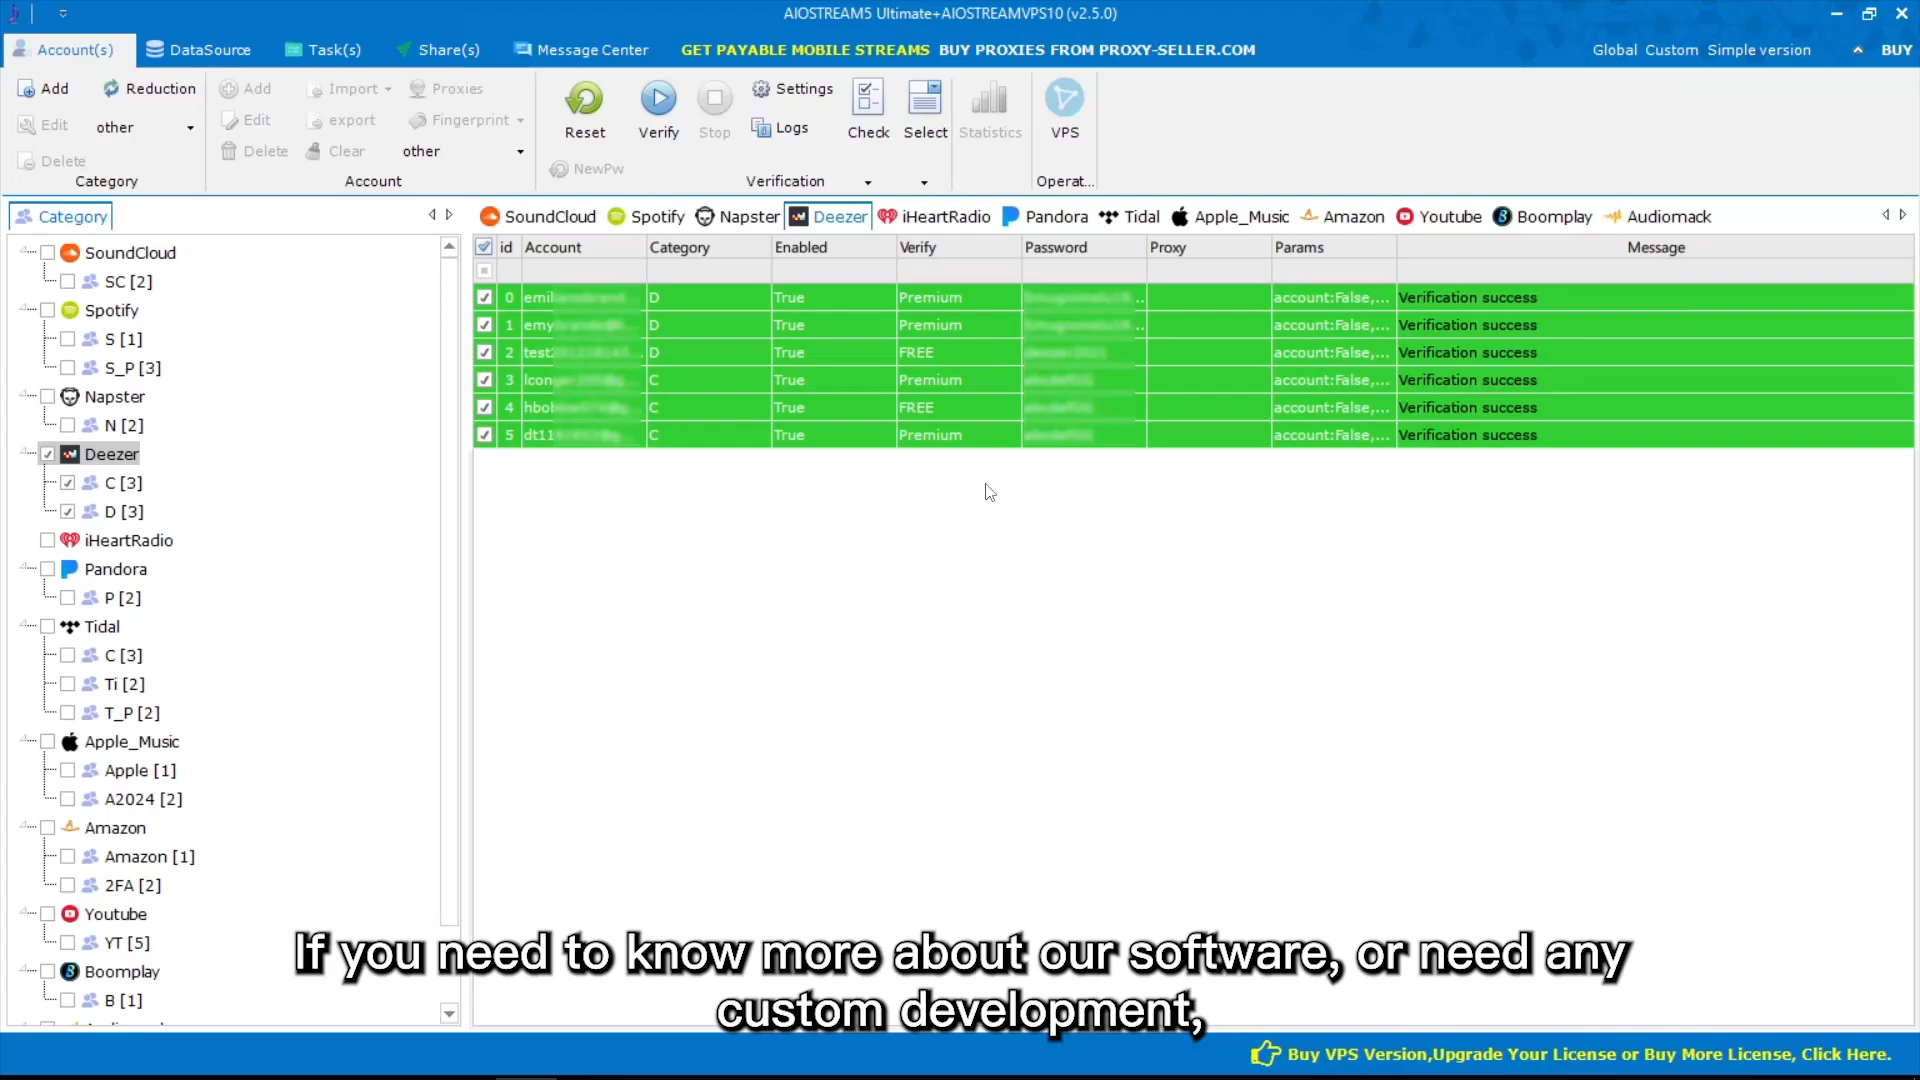 AIOSTREAM5 Ultimate+AIOSTREAMVPS10 (v2.5.0)
Account(s) DataSource Task(s) Share(s) Message Center GET PAYABLE MOBILE STREAMS BUY PROXIES FROM PROXY-SELLER.COM Global Custom Simple version BUY
Add Reduction Add Import Proxies Settings
Edit other Edit export Fingerprint Logs
Delete Delete Clear other
Reset Verify Stop Check Select Statistics VPS
NewPw
Category Account Verification Operat...
Category
SoundCloud Spotify Napster Deezer iHeartRadio Pandora Tidal Apple_Music Amazon Youtube Boomplay Audiomack
id Account Category Enabled Verify Password Proxy Params Message
0 emil D True Premium account:False,... Verification success
1 emy D True Premium account:False,... Verification success
2 test D True FREE account:False,... Verification success
3 lcon C True Premium account:False,... Verification success
4 hbo C True FREE account:False,... Verification success
5 dt11 C True Premium account:False,... Verification success
SoundCloud
SC [2]
Spotify
S [1]
S_P [3]
Napster
N [2]
Deezer
C [3]
D [3]
iHeartRadio
Pandora
P [2]
Tidal
C [3]
Ti [2]
T_P [2]
Apple_Music
Apple [1]
A2024 [2]
Amazon
Amazon [1]
2FA [2]
Youtube
YT [5]
Boomplay
B [1]
If you need to know more about our software, or need any
custom development,
Buy VPS Version,Upgrade Your License or Buy More License, Click Here.